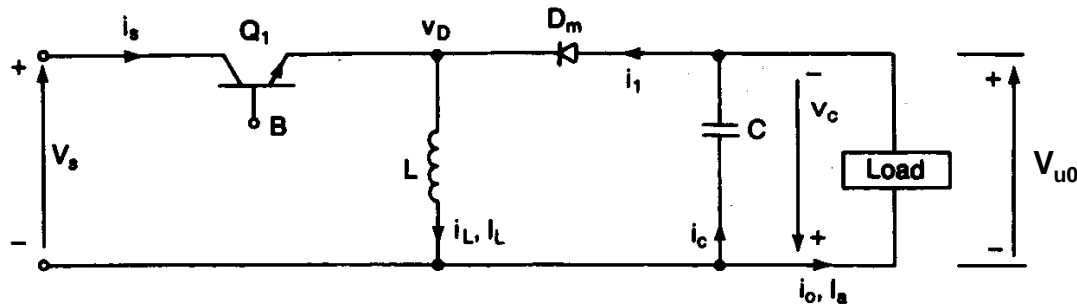 i_s
Q_1
v_D
D_m
+
+
i_1
−
B
C
v_c
V_s
L
Load
V_u0
i_L, I_L
i_c
+
−
−
i_o, I_a